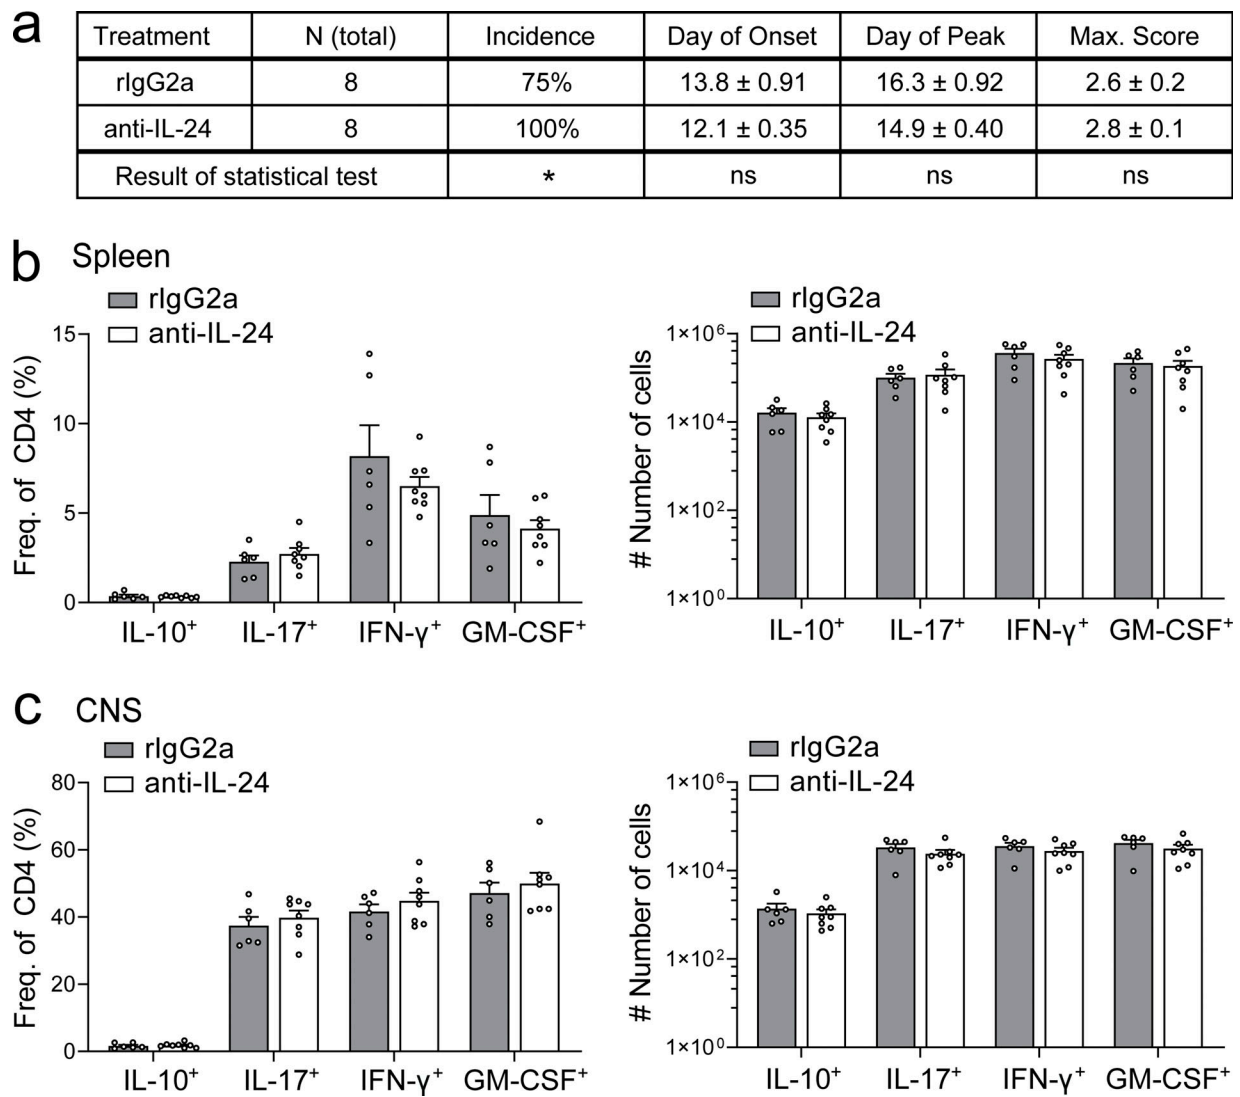 a
Treatment N (total) Incidence Day of Onset Day of Peak Max. Score
rIgG2a 8 75% 13.8 ± 0.91 16.3 ± 0.92 2.6 ± 0.2
anti-IL-24 8 100% 12.1 ± 0.35 14.9 ± 0.40 2.8 ± 0.1
Result of statistical test * ns ns ns
b Spleen
rIgG2a
anti-IL-24
Freq. of CD4 (%)
15
10
5
0
IL-10⁺ IL-17⁺ IFN-γ⁺ GM-CSF⁺
rIgG2a
anti-IL-24
# Number of cells
1×10⁶
1×10⁴
1×10²
1×10⁰
IL-10⁺ IL-17⁺ IFN-γ⁺ GM-CSF⁺
c CNS
rIgG2a
anti-IL-24
Freq. of CD4 (%)
80
60
40
20
0
IL-10⁺ IL-17⁺ IFN-γ⁺ GM-CSF⁺
rIgG2a
anti-IL-24
# Number of cells
1×10⁶
1×10⁴
1×10²
1×10⁰
IL-10⁺ IL-17⁺ IFN-γ⁺ GM-CSF⁺